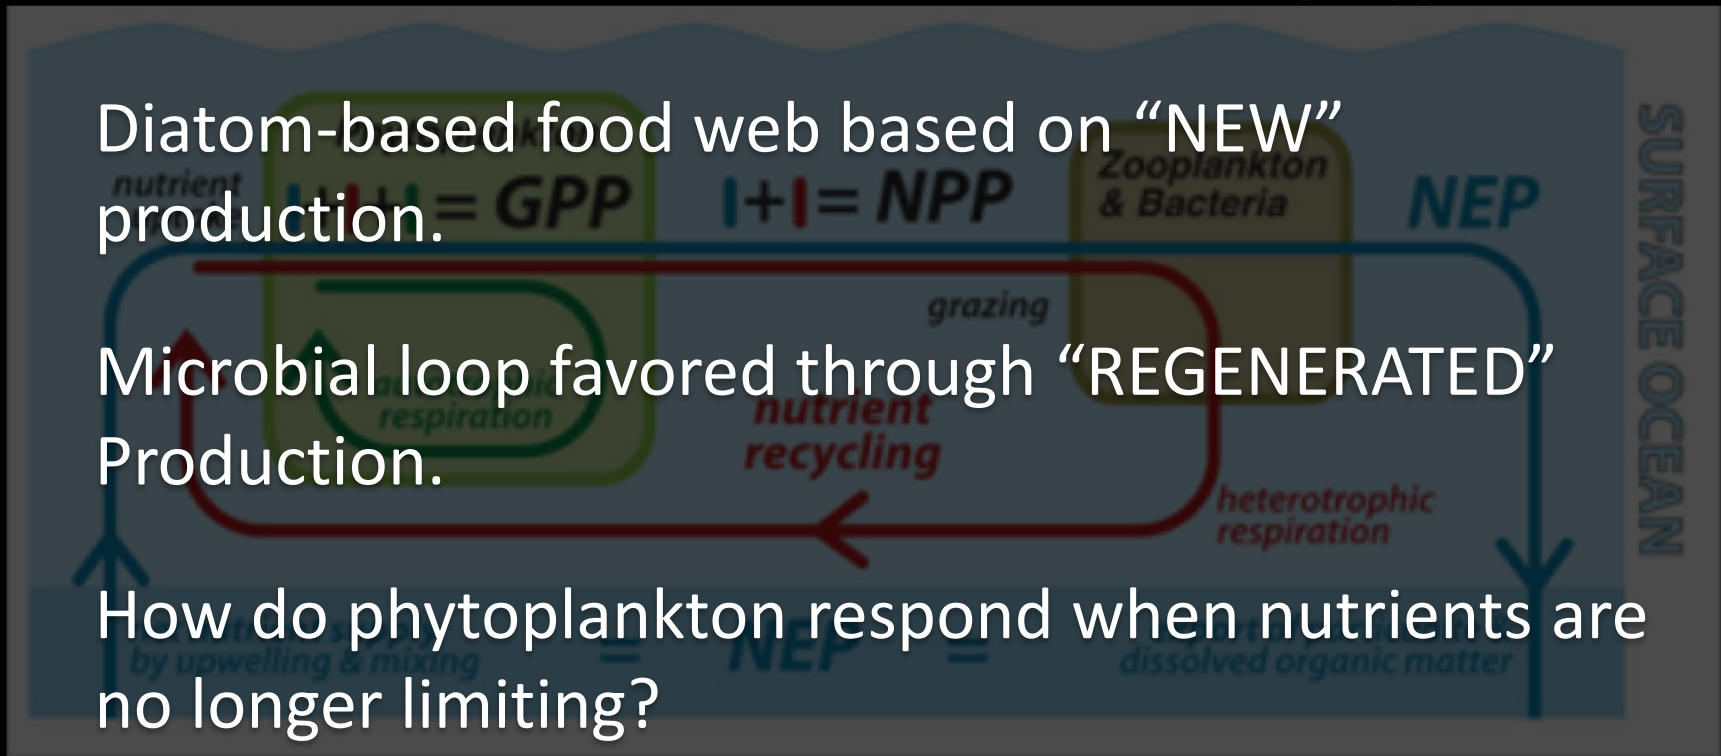 Diatom-based food web based on “NEW”
production.
Microbial loop favored through “REGENERATED”
Production.
How do phytoplankton respond when nutrients are
no longer limiting?
nutrient
= GPP
+ = NPP
Zooplankton
& Bacteria
NEP
grazing
respiration
nutrient
recycling
heterotrophic
respiration
by upwelling & mixing
= NEP =
dissolved organic matter
SURFACE OCEAN